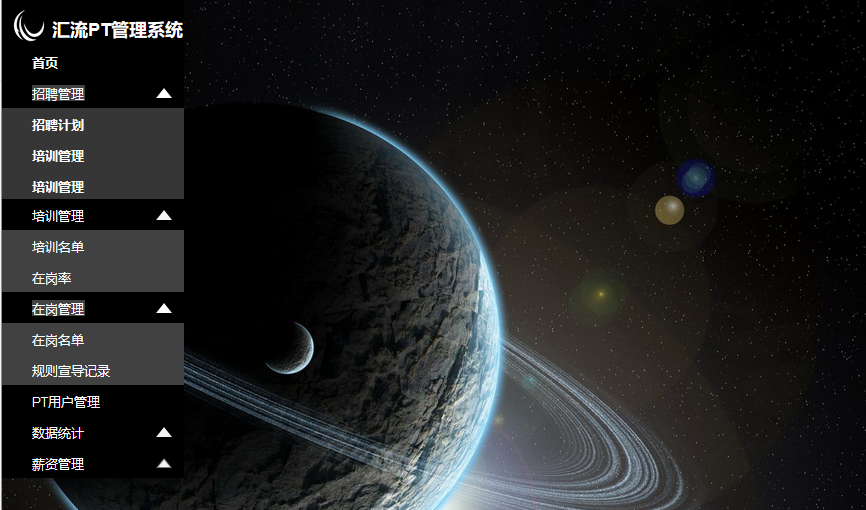 汇流PT管理系统
首页
招聘管理
招聘计划
培训管理
培训管理
培训管理
培训名单
在岗率
在岗管理
在岗名单
规则宣导记录
PT用户管理
数据统计
薪资管理